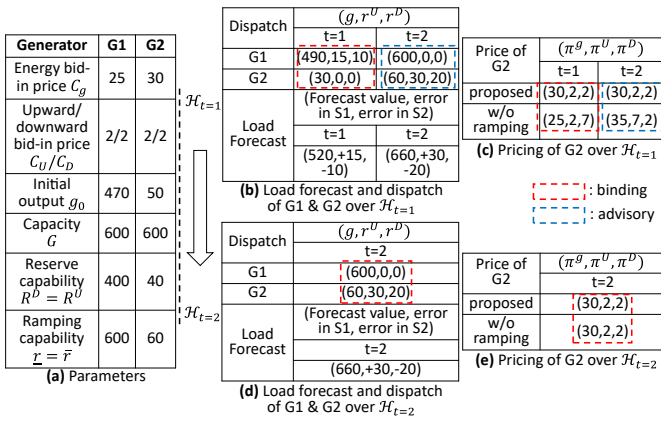 Generator G1 G2
Energy bid-in price C_g 25 30
Upward/downward bid-in price C_U/C_D 2/2 2/2
Initial output g_0 470 50
Capacity G 600 600
Reserve capability R^D = R^U 400 40
Ramping capability r = r̄ 600 60
(a) Parameters
ℋ_{t=1}
ℋ_{t=2}
Dispatch (g, r^U, r^D)
t=1 t=2
G1 (490,15,10) (600,0,0)
G2 (30,0,0) (60,30,20)
Load Forecast (Forecast value, error in S1, error in S2)
t=1 t=2
(520,+15,-10) (660,+30,-20)
(b) Load forecast and dispatch of G1 & G2 over ℋ_{t=1}
Price of G2 (π^g, π^U, π^D)
t=1 t=2
proposed (30,2,2) (30,2,2)
w/o ramping (25,2,7) (35,7,2)
(c) Pricing of G2 over ℋ_{t=1}
: binding
: advisory
Dispatch (g, r^U, r^D)
t=2
G1 (600,0,0)
G2 (60,30,20)
Load Forecast (Forecast value, error in S1, error in S2)
t=2
(660,+30,-20)
(d) Load forecast and dispatch of G1 & G2 over ℋ_{t=2}
Price of G2 (π^g, π^U, π^D)
t=2
proposed (30,2,2)
w/o ramping (30,2,2)
(e) Pricing of G2 over ℋ_{t=2}